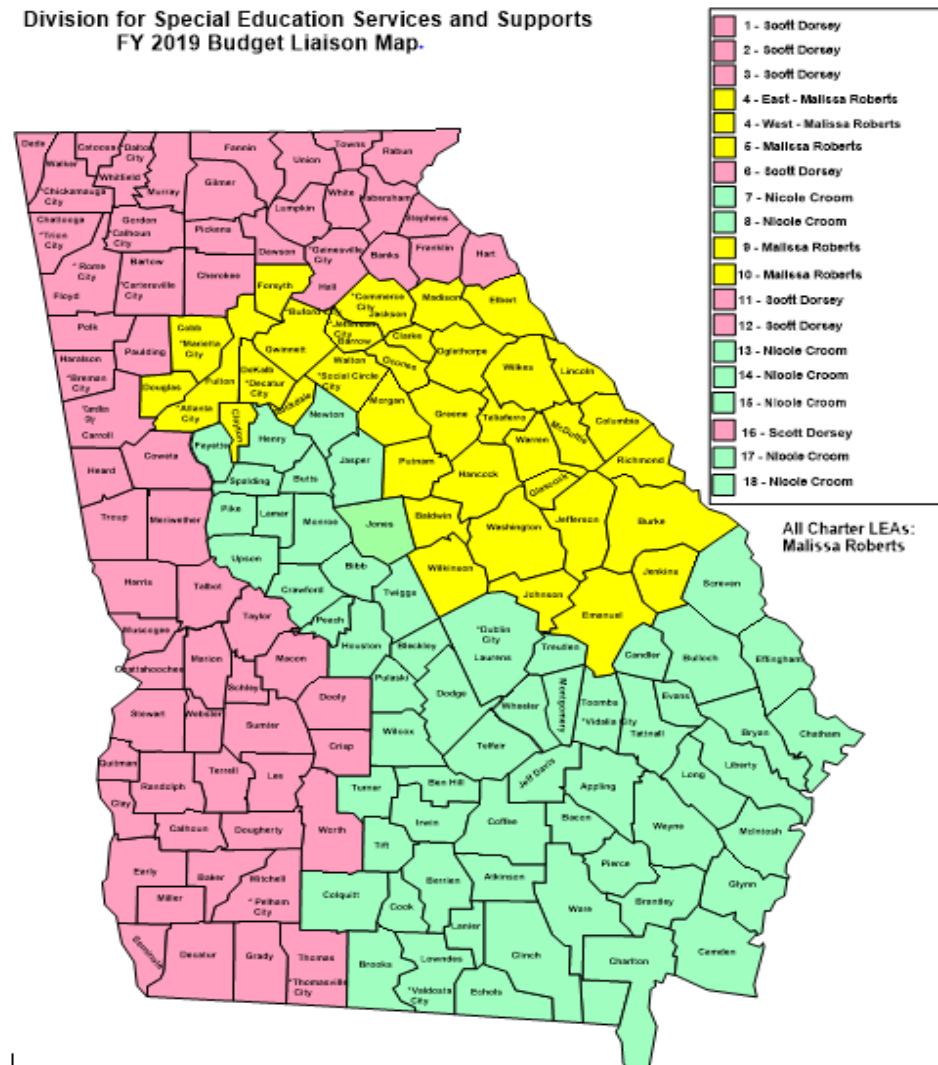 Division for Special Education Services and Supports
FY 2019 Budget Liaison Map.
1 - Scott Dorsey
2 - Scott Dorsey
3 - Scott Dorsey
4 - East - Malissa Roberts
4 - West - Malissa Roberts
5 - Malissa Roberts
6 - Scott Dorsey
7 - Nicole Croom
8 - Nicole Croom
9 - Malissa Roberts
10 - Malissa Roberts
11 - Scott Dorsey
12 - Scott Dorsey
13 - Nicole Croom
14 - Nicole Croom
15 - Nicole Croom
16 - Scott Dorsey
17 - Nicole Croom
18 - Nicole Croom
All Charter LEAs:
Malissa Roberts
Dade
Walker
Catoosa
*Dalton
City
Whitfield
*Chickamauga
City
Murray
Fannin
Gilmer
Union
Towns
Rabun
White
Habersham
Lumpkin
Stephens
Chattooga
*Trion
City
Gordon
*Calhoun
City
Pickens
Dawson
*Gainesville
City
Hall
Banks
Franklin
Hart
*Rome
City
Floyd
Bartow
*Cartersville
City
Cherokee
Forsyth
*Commerce
City
Jackson
Madison
Elbert
Polk
Paulding
Haralson
*Bremen
City
Cobb
*Marietta
City
Buford City
*Jefferson
City
Barrow
Clarke
Oconee
Oglethorpe
Wilkes
Lincoln
Gwinnett
Walton
*Social Circle
City
Douglas
Fulton
*Atlanta
City
DeKalb
*Decatur
City
Rockdale
Newton
Morgan
Greene
Taliaferro
McDuffie
Columbia
Warren
Richmond
Carroll
Coweta
Fayette
Clayton
Henry
Jasper
Putnam
Hancock
Glascock
Heard
Spalding
Butts
Baldwin
Washington
Jefferson
Burke
Troup
Meriwether
Pike
Lamar
Monroe
Jones
Wilkinson
Johnson
Jenkins
Screven
Upson
Bibb
Twiggs
Emanuel
Harris
Talbot
Crawford
Peach
Taylor
Houston
Bleckley
*Dublin
City
Laurens
Treutlen
Candler
Bulloch
Effingham
Muscogee
Chattahoochee
Marion
Macon
Schley
Dooly
Pulaski
Dodge
Wheeler
Montgomery
Toombs
*Vidalia City
Evans
Tattnall
Bryan
Chatham
Stewart
Webster
Sumter
Crisp
Wilcox
Telfair
Jeff Davis
Appling
Long
Liberty
Quitman
Randolph
Terrell
Lee
Turner
Ben Hill
Clay
Calhoun
Dougherty
Worth
Irwin
Coffee
Bacon
Wayne
McIntosh
Tift
Early
Baker
Mitchell
*Pelham
City
Miller
Colquitt
Berrien
Cook
Atkinson
Pierce
Ware
Brantley
Glynn
Lanier
Seminole
Decatur
Grady
Thomas
*Thomasville
City
Brooks
Lowndes
*Valdosta
City
Clinch
Echols
Charlton
Camden